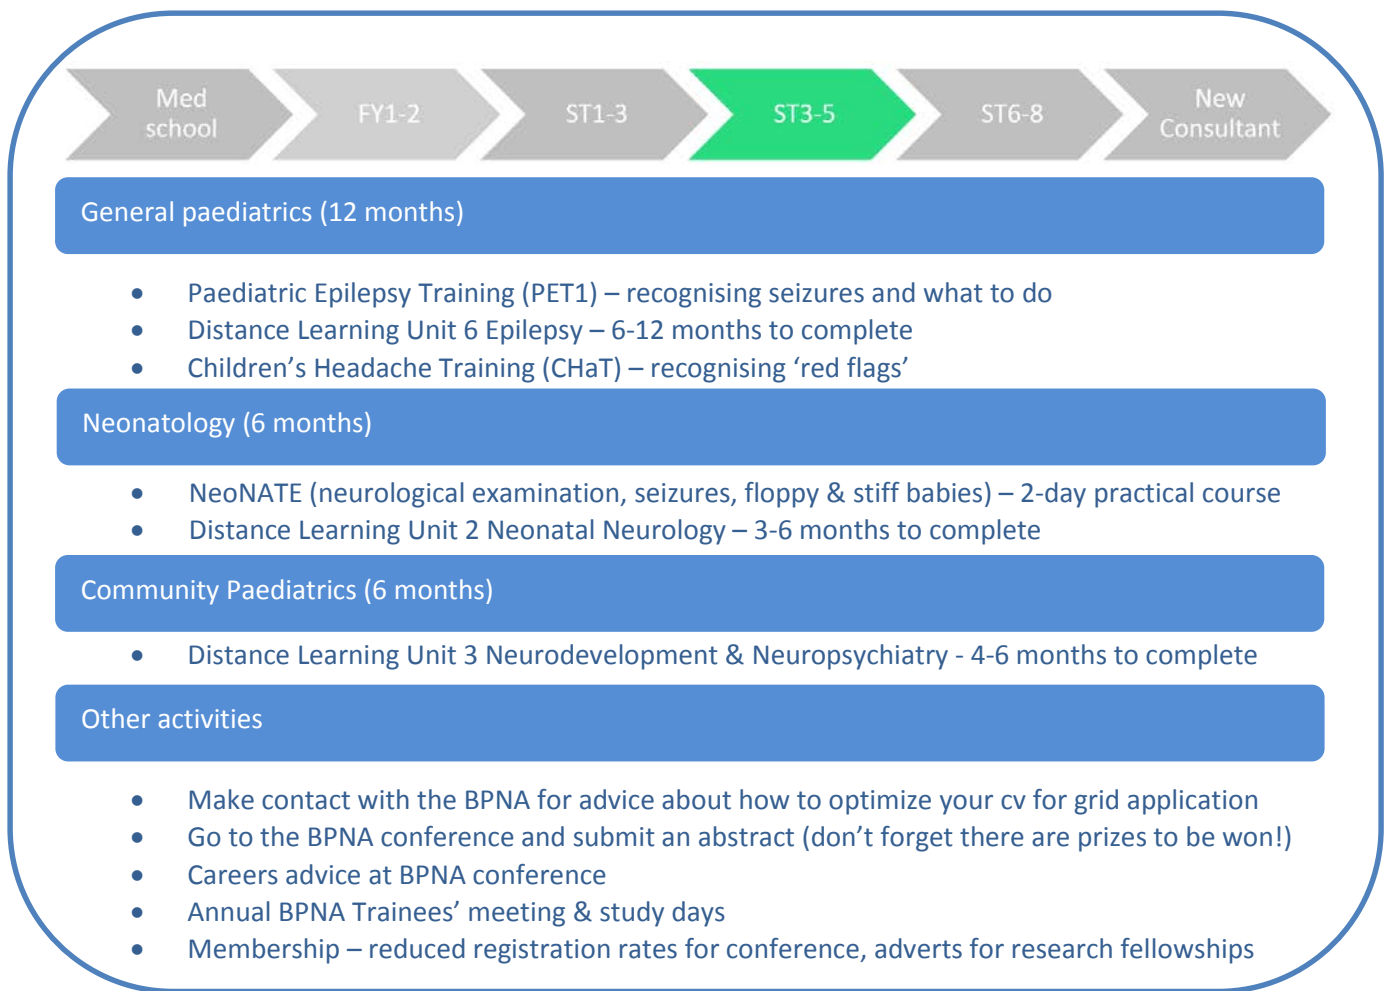 Med
school
FY1-2
ST1-3
ST3-5
ST6-8
New
Consultant
General paediatrics (12 months)
• Paediatric Epilepsy Training (PET1) – recognising seizures and what to do
• Distance Learning Unit 6 Epilepsy – 6-12 months to complete
• Children’s Headache Training (CHaT) – recognising ‘red flags’
Neonatology (6 months)
• NeoNATE (neurological examination, seizures, floppy & stiff babies) – 2-day practical course
• Distance Learning Unit 2 Neonatal Neurology – 3-6 months to complete
Community Paediatrics (6 months)
• Distance Learning Unit 3 Neurodevelopment & Neuropsychiatry - 4-6 months to complete
Other activities
• Make contact with the BPNA for advice about how to optimize your cv for grid application
• Go to the BPNA conference and submit an abstract (don’t forget there are prizes to be won!)
• Careers advice at BPNA conference
• Annual BPNA Trainees’ meeting & study days
• Membership – reduced registration rates for conference, adverts for research fellowships